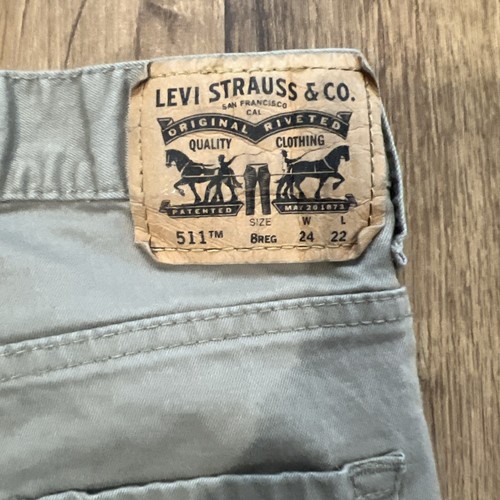 LEVI STRAUSS & CO.
SAN FRANCISCO
CAL
ORIGINAL RIVETED
QUALITY CLOTHING
PATENTED MAY 20 1873
SIZE W L
511™ 8REG 24 22